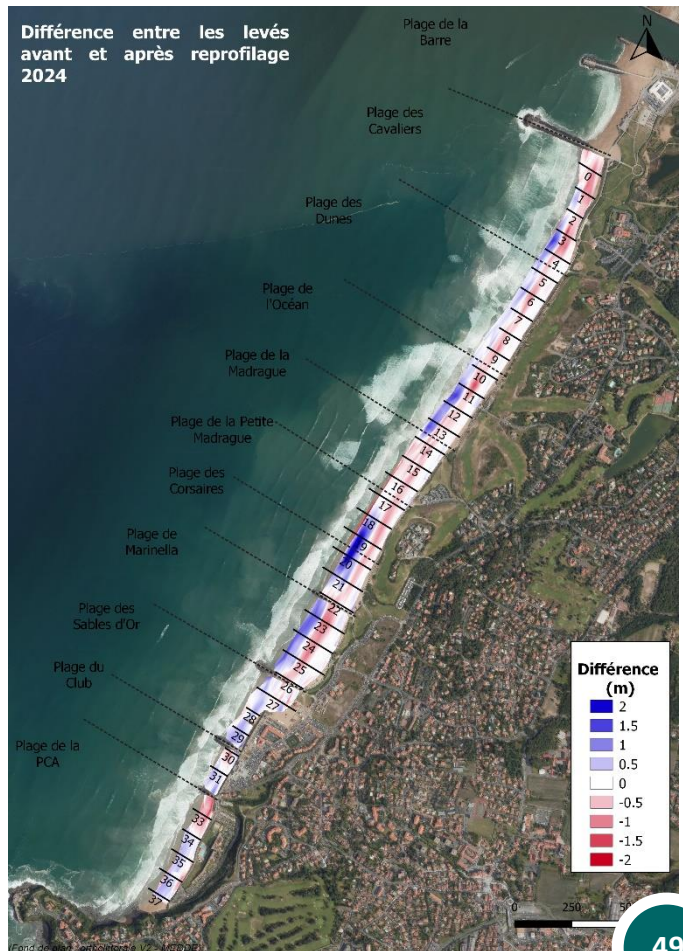 Différence entre les levés
avant et après reprofilage
2024
N
Plage de la
Barre
Plage des
Cavaliers
Plage des
Dunes
Plage de
l'Océan
Plage de la
Madrague
Plage de la Petite
Madrague
Plage des
Corsaires
Plage de
Marinella
Plage des
Sables d'Or
Plage du
Club
Plage de la
PCA
0
1
2
3
4
5
6
7
8
9
10
11
12
13
14
15
16
17
18
19
20
21
22
23
24
25
26
27
28
29
30
31
33
34
35
36
37
Différence
(m)
2
1.5
1
0.5
0
-0.5
-1
-1.5
-2
0
250
49